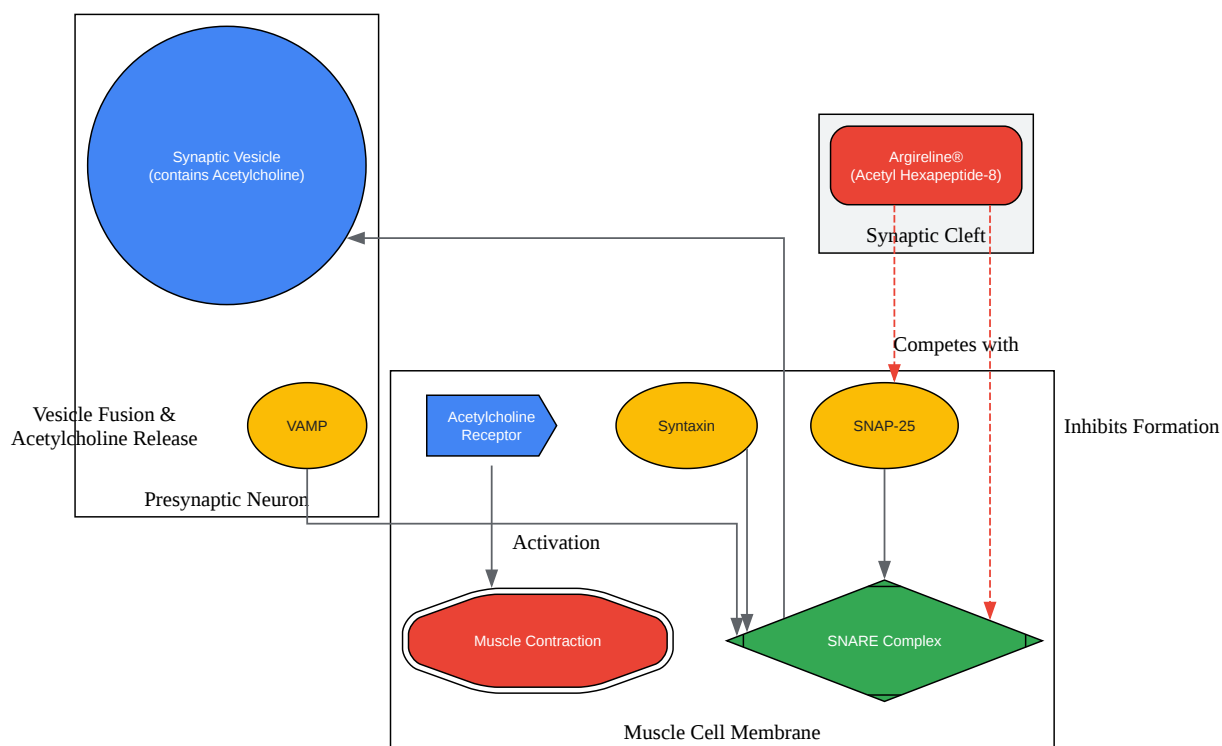 Synaptic Vesicle
(contains Acetylcholine)
Argireline®
(Acetyl Hexapeptide-8)
Synaptic Cleft
Competes with
Vesicle Fusion &
Acetylcholine Release
VAMP
Acetylcholine
Receptor
Syntaxin
SNAP-25
Inhibits Formation
Presynaptic Neuron
Activation
Muscle Contraction
SNARE Complex
Muscle Cell Membrane